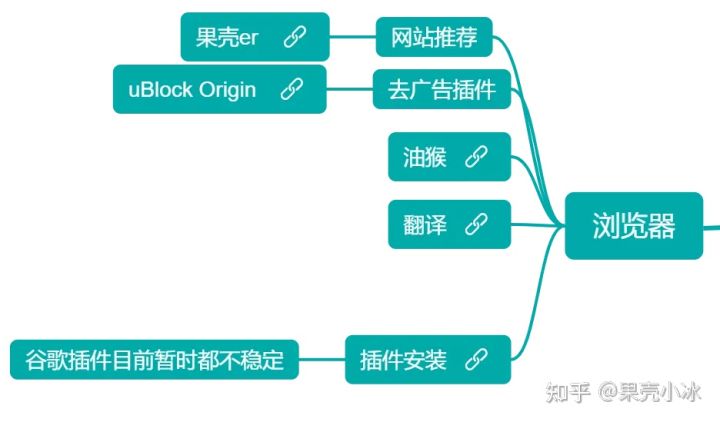 果壳er
网站推荐
uBlock Origin
去广告插件
油猴
翻译
浏览器
谷歌插件目前暂时都不稳定
插件安装
知乎 @果壳小冰